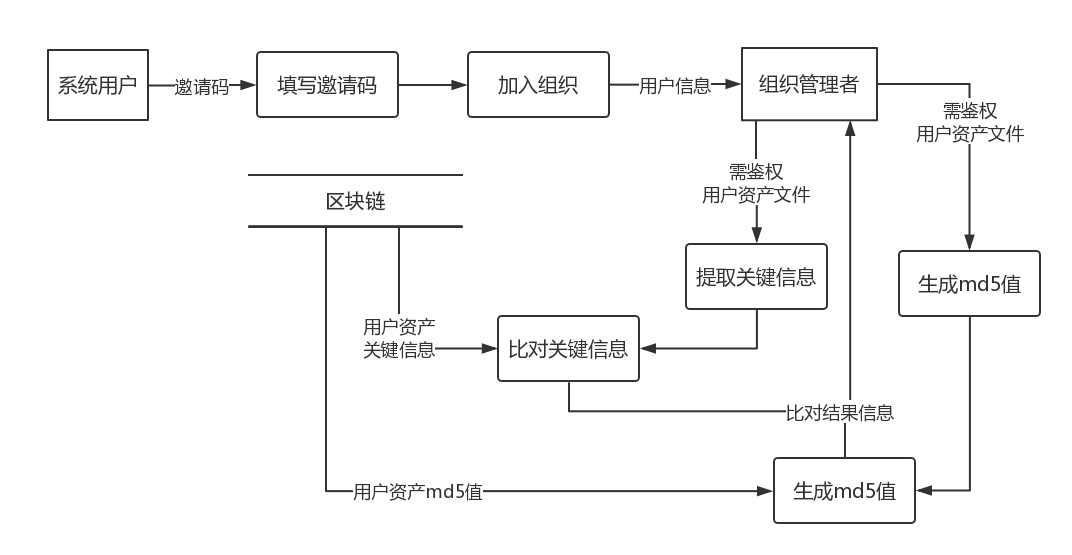 系统用户
邀请码
填写邀请码
加入组织
用户信息
组织管理者
需鉴权
用户资产文件
需鉴权
用户资产文件
区块链
提取关键信息
生成md5值
用户资产
关键信息
比对关键信息
比对结果信息
用户资产md5值
生成md5值